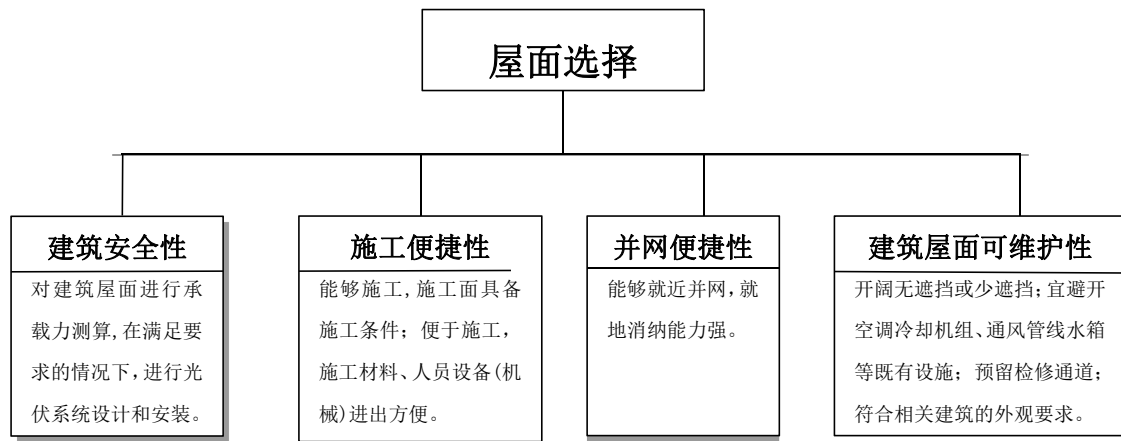 屋面选择
建筑安全性
对建筑屋面进行承
载力测算,在满足要
求的情况下，进行光
伏系统设计和安装。
施工便捷性
能够施工,施工面具备
施工条件；便于施工，
施工材料、人员设备(机
械)进出方便。
并网便捷性
能够就近并网，就
地消纳能力强。
建筑屋面可维护性
开阔无遮挡或少遮挡；宜避开
空调冷却机组、通风管线水箱
等既有设施；预留检修通道；
符合相关建筑的外观要求。